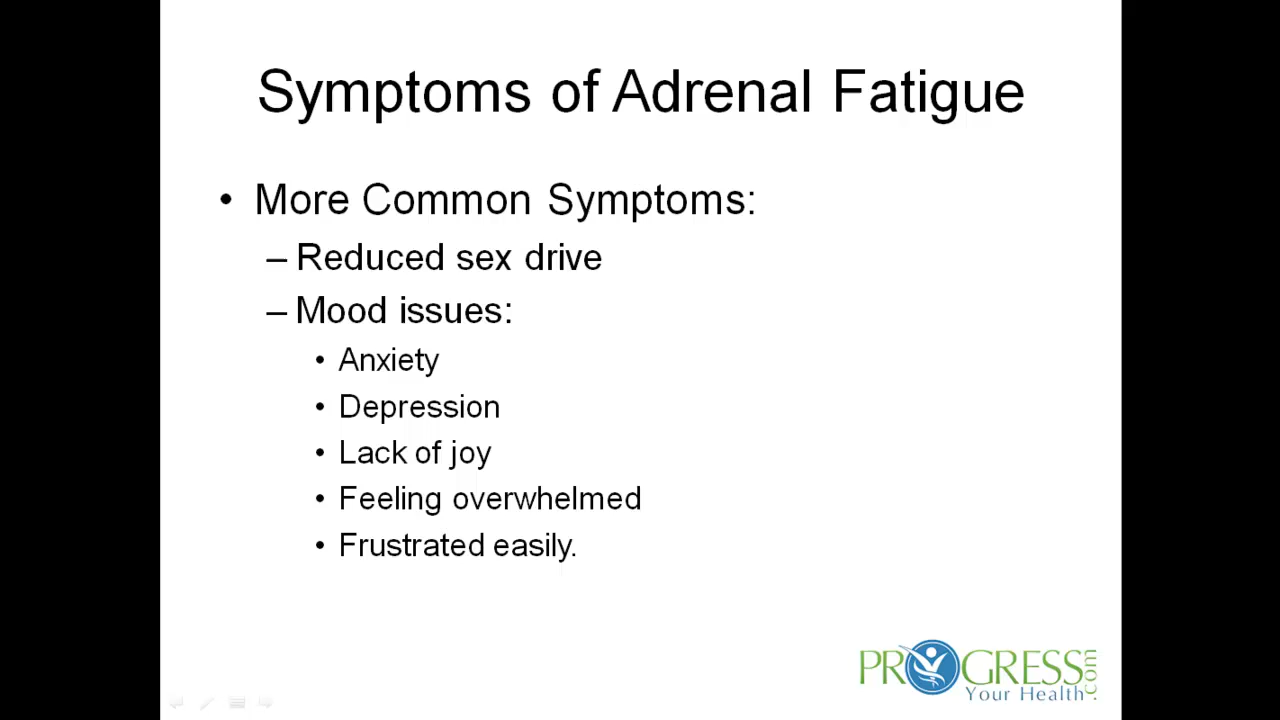 Symptoms of Adrenal Fatigue
• More Common Symptoms:
– Reduced sex drive
– Mood issues:
• Anxiety
• Depression
• Lack of joy
• Feeling overwhelmed
• Frustrated easily.
PROGRESS.com
Your Health